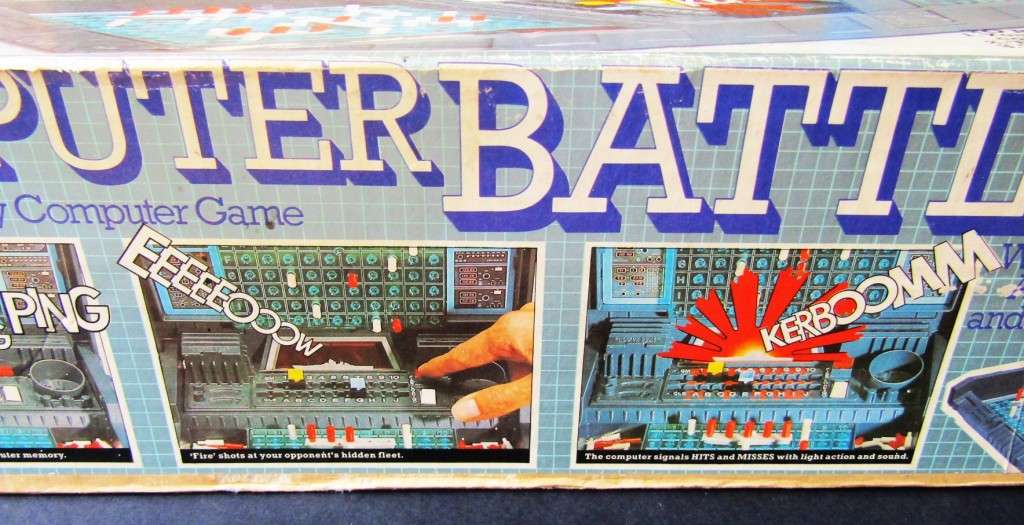 PUTER BATTL
Computer Game
PING
EEEEEOOOW
KERBOOOMM
and
uter memory.
'Fire' shots at your opponent's hidden fleet.
The computer signals HITS and MISSES with light action and sound.